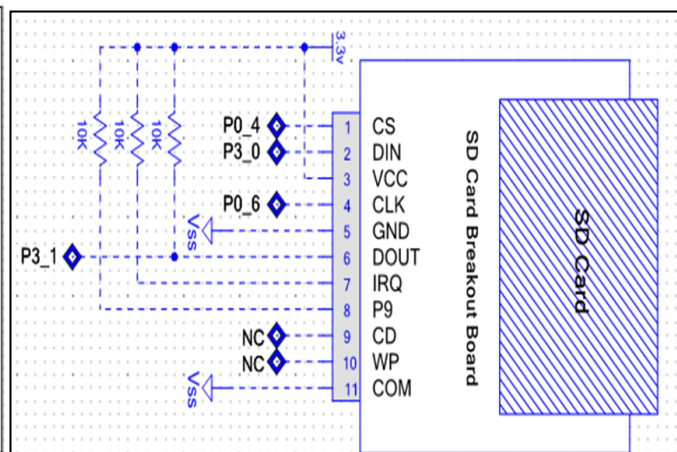 3.3v
10K
10K
10K
P0_4
1 CS
P3_0
2 DIN
3 VCC
P0_6
4 CLK
Vss
5 GND
P3_1
6 DOUT
7 IRQ
8 P9
NC
9 CD
NC
10 WP
Vss
11 COM
SD Card Breakout Board
SD Card